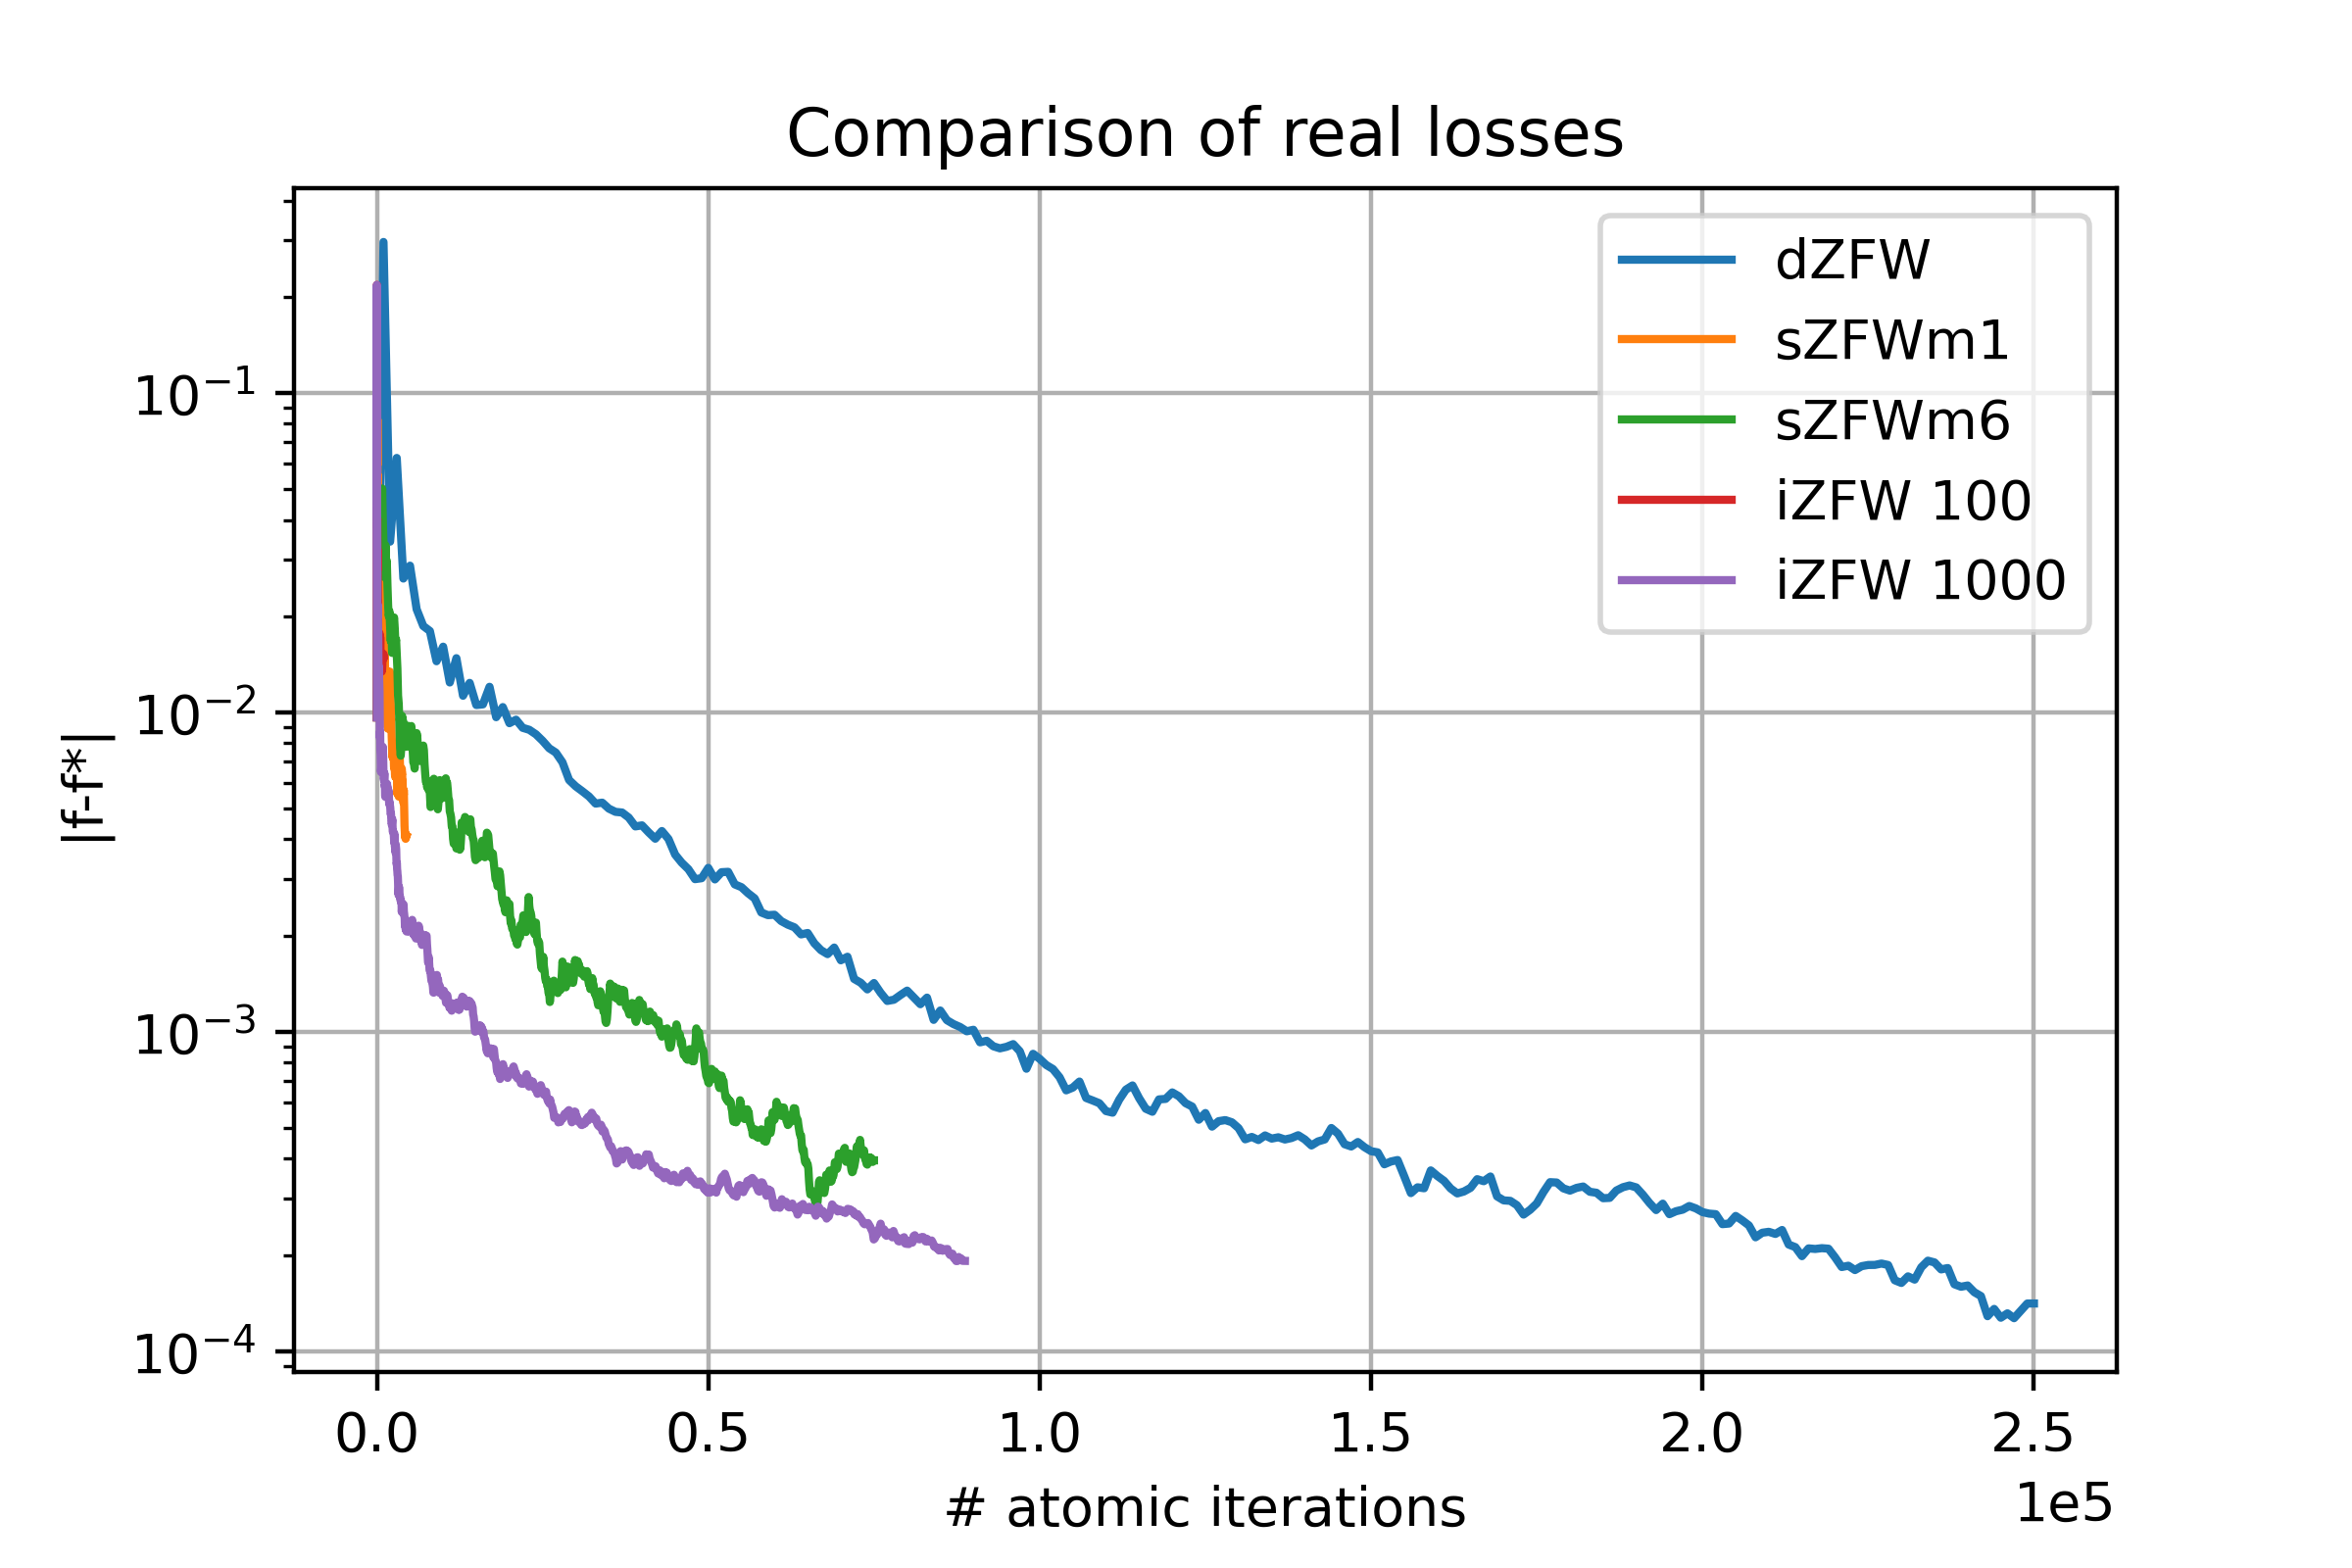 Comparison of real losses
|f-f*|
10⁻¹
10⁻²
10⁻³
10⁻⁴
dZFW
sZFWm1
sZFWm6
iZFW 100
iZFW 1000
0.0 0.5 1.0 1.5 2.0 2.5
1e5
# atomic iterations